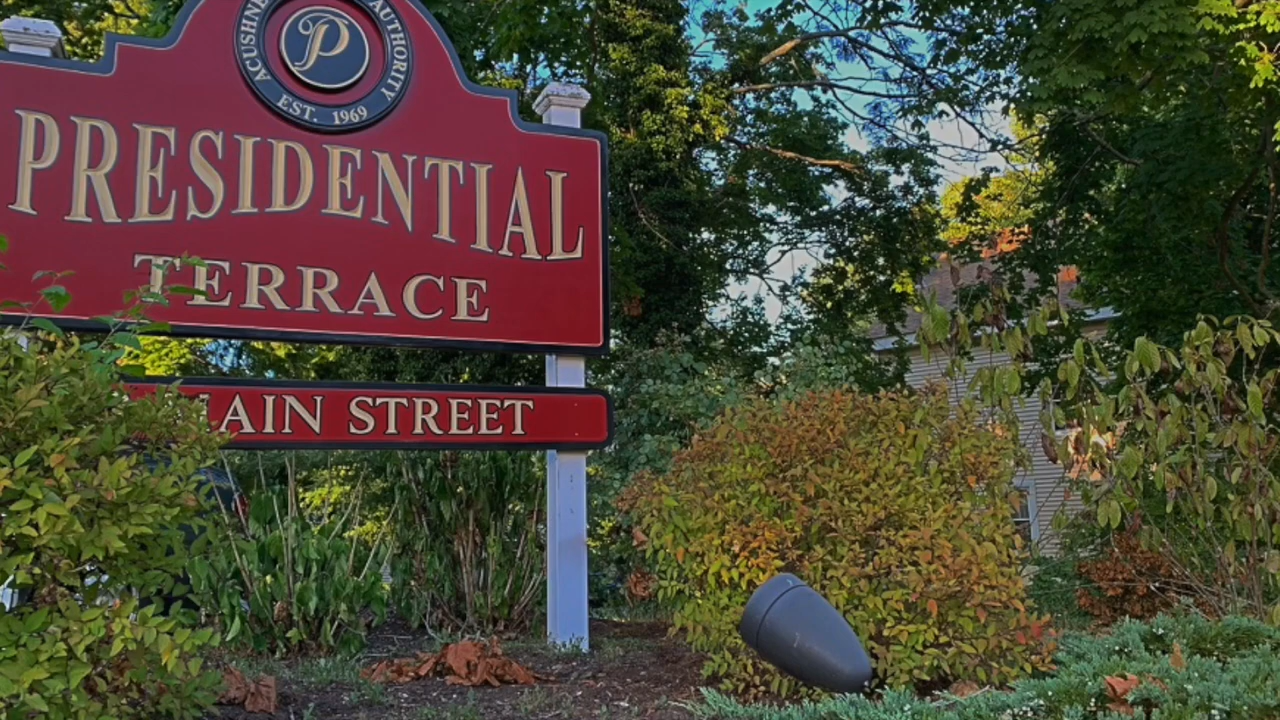 ACUSHNE AUTHORITY
P
EST. 1969
PRESIDENTIAL
TERRACE
AIN STREET